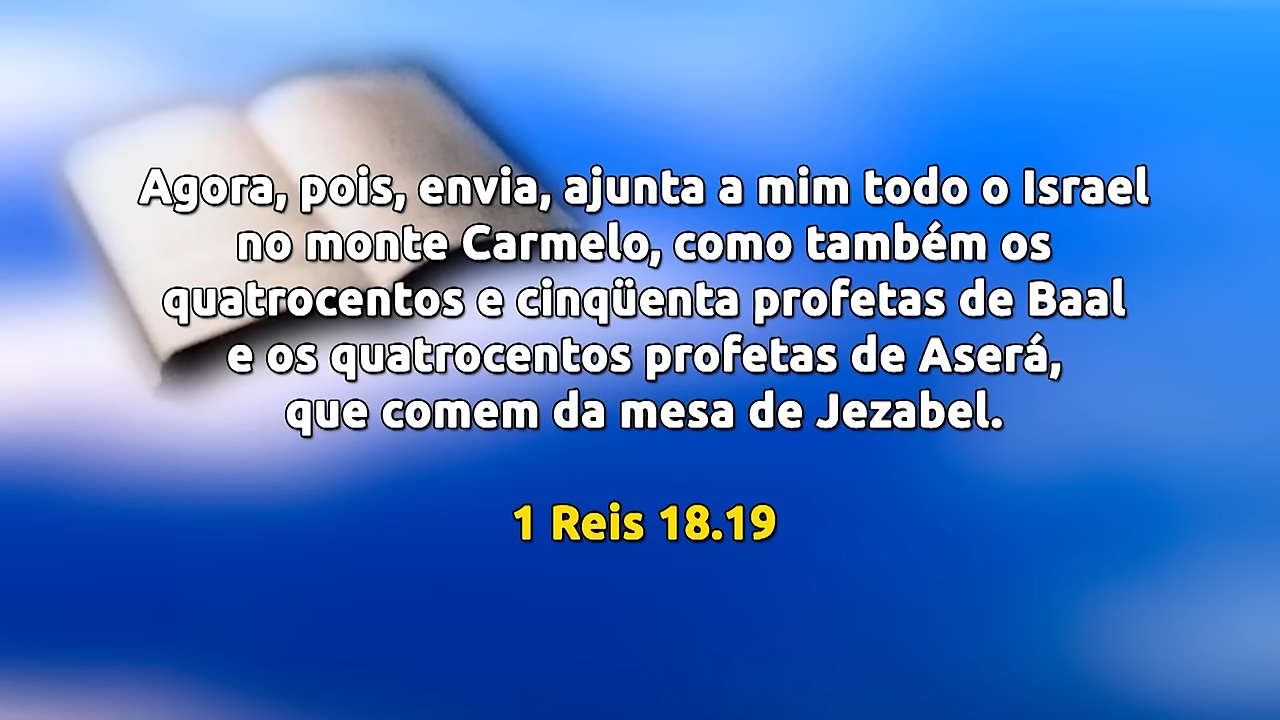 Agora, pois, envia, ajunta a mim todo o Israel
no monte Carmelo, como também os
quatrocentos e cinqüenta profetas de Baal
e os quatrocentos profetas de Aserá,
que comem da mesa de Jezabel.
1 Reis 18.19